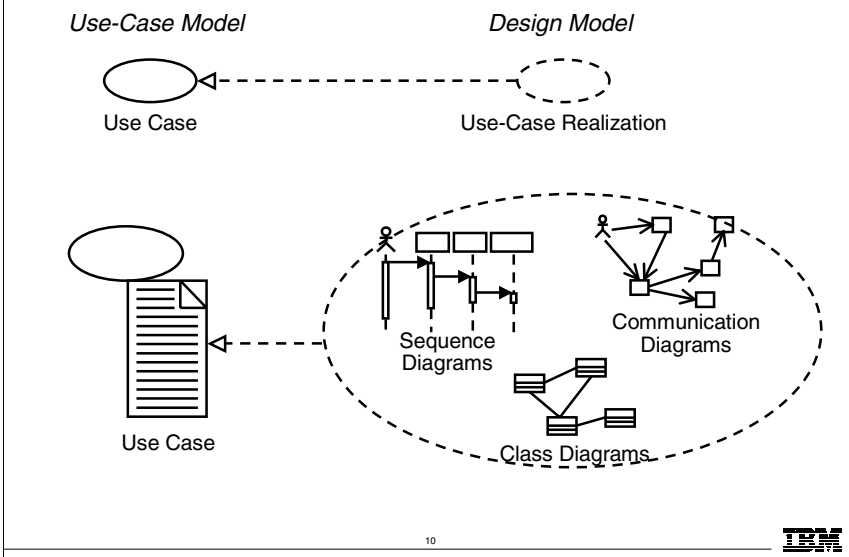 Use-Case Model
Design Model
Use Case
Use-Case Realization
Sequence
Diagrams
Communication
Diagrams
Use Case
Class Diagrams
10
IBM